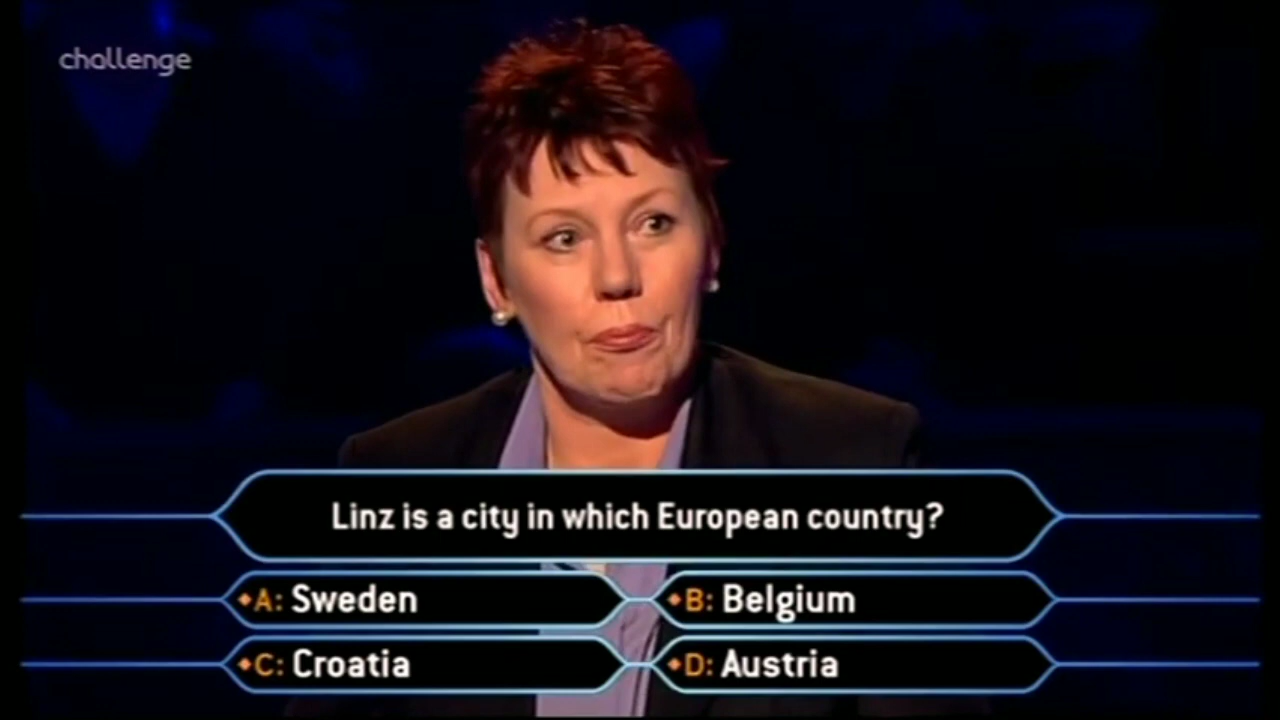 challenge
Linz is a city in which European country?
A: Sweden
B: Belgium
C: Croatia
D: Austria